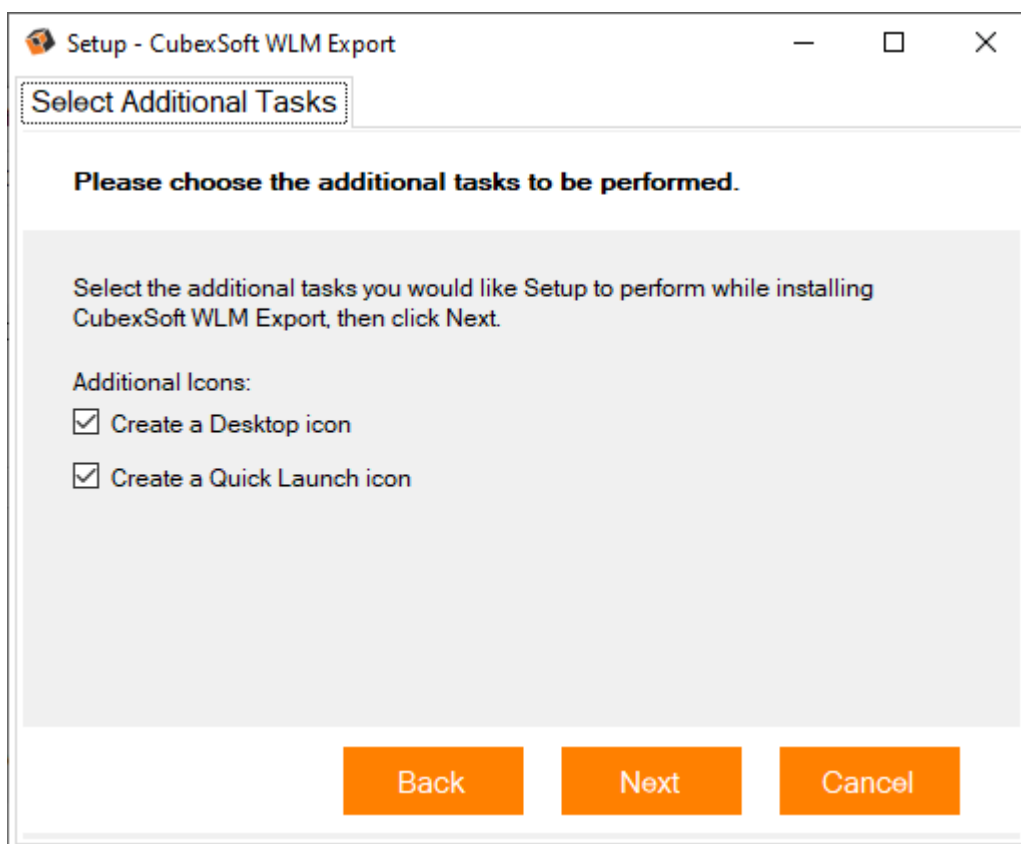 Setup - CubexSoft WLM Export
Select Additional Tasks
Please choose the additional tasks to be performed.
Select the additional tasks you would like Setup to perform while installing
CubexSoft WLM Export, then click Next.
Additional Icons:
Create a Desktop icon
Create a Quick Launch icon
Back
Next
Cancel